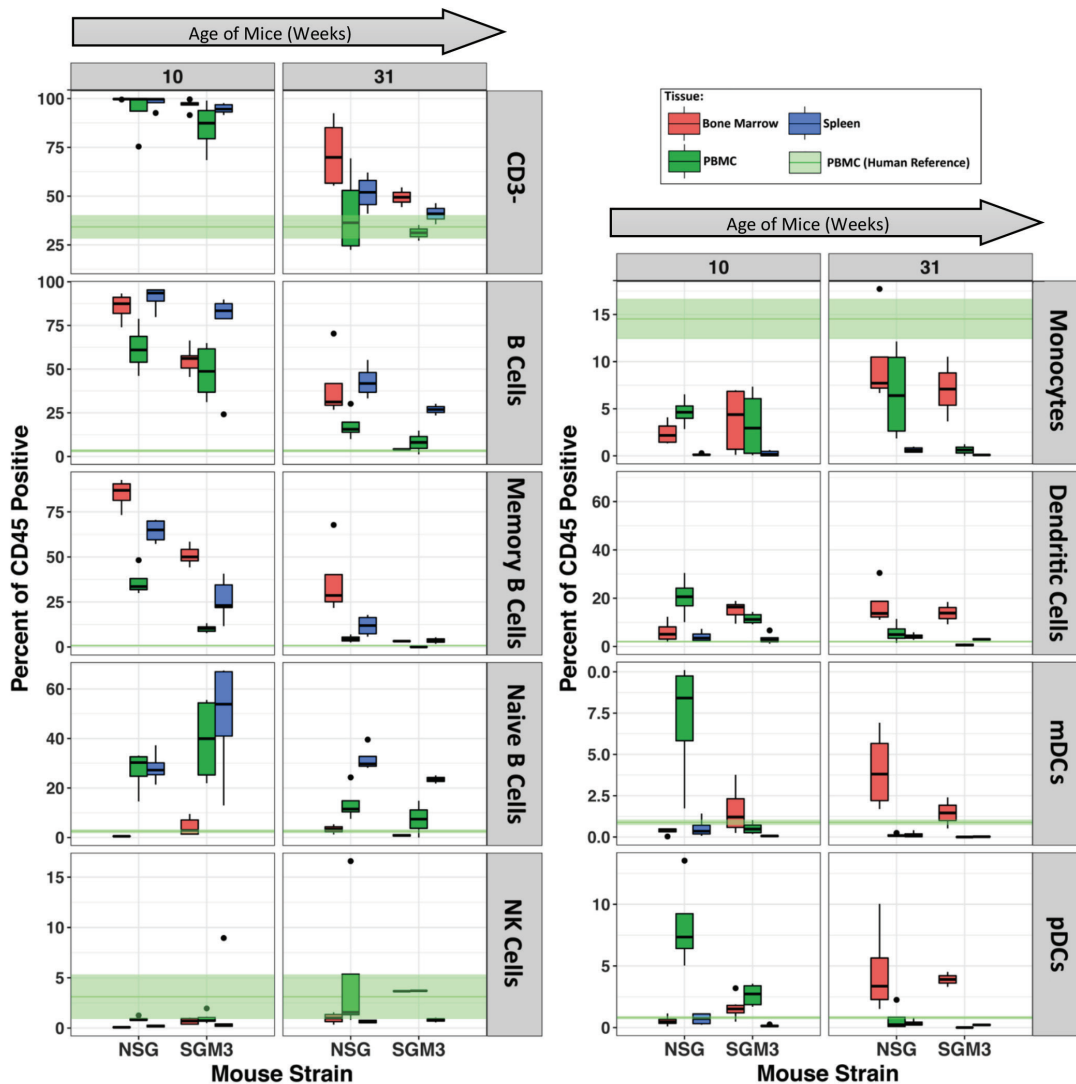 Age of Mice (Weeks)
10
31
100
75
50
25
CD3-
100
75
50
25
0
B Cells
75
50
25
0
Memory B Cells
60
40
20
0
Naive B Cells
15
10
5
0
NK Cells
Percent of CD45 Positive
NSG
SGM3
NSG
SGM3
Mouse Strain
Tissue:
Bone Marrow
Spleen
PBMC
PBMC (Human Reference)
Age of Mice (Weeks)
10
31
15
10
5
0
Monocytes
60
40
20
0
Dendritic Cells
0.0
7.5
5.0
2.5
0.0
mDCs
10
5
0
pDCs
Percent of CD45 Positive
NSG
SGM3
NSG
SGM3
Mouse Strain